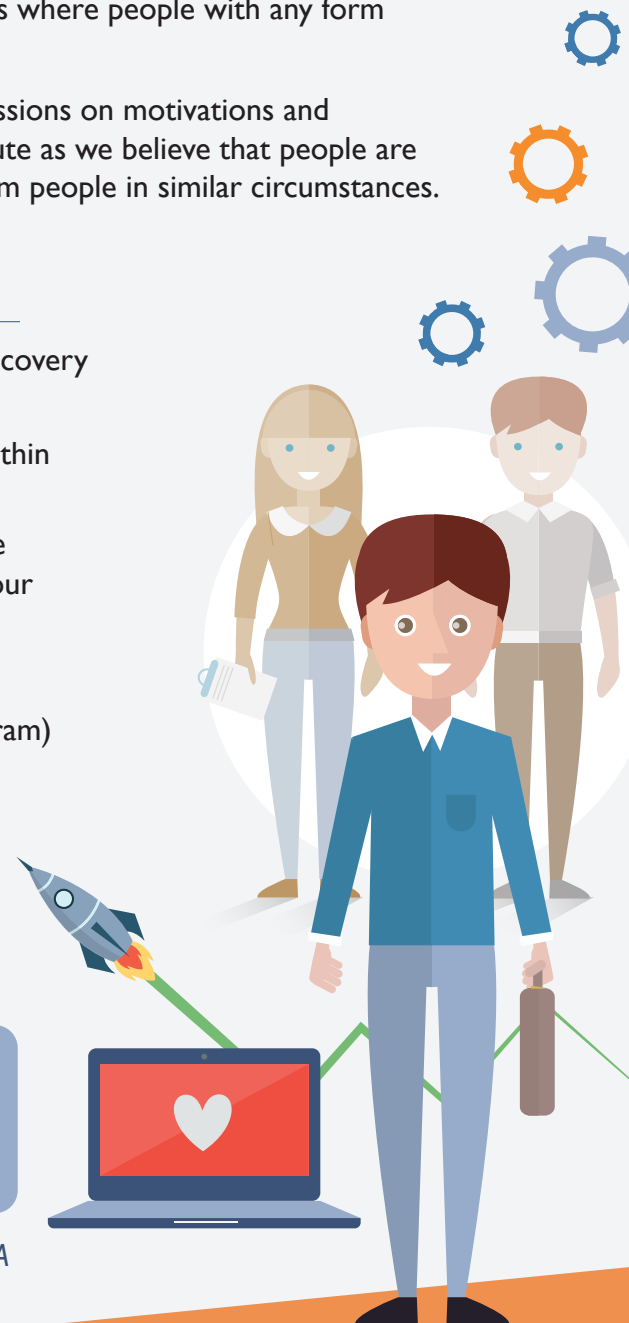 s where people with any form
ssions on motivations and
ute as we believe that people are
m people in similar circumstances.
covery
thin
e
our
ram)
A